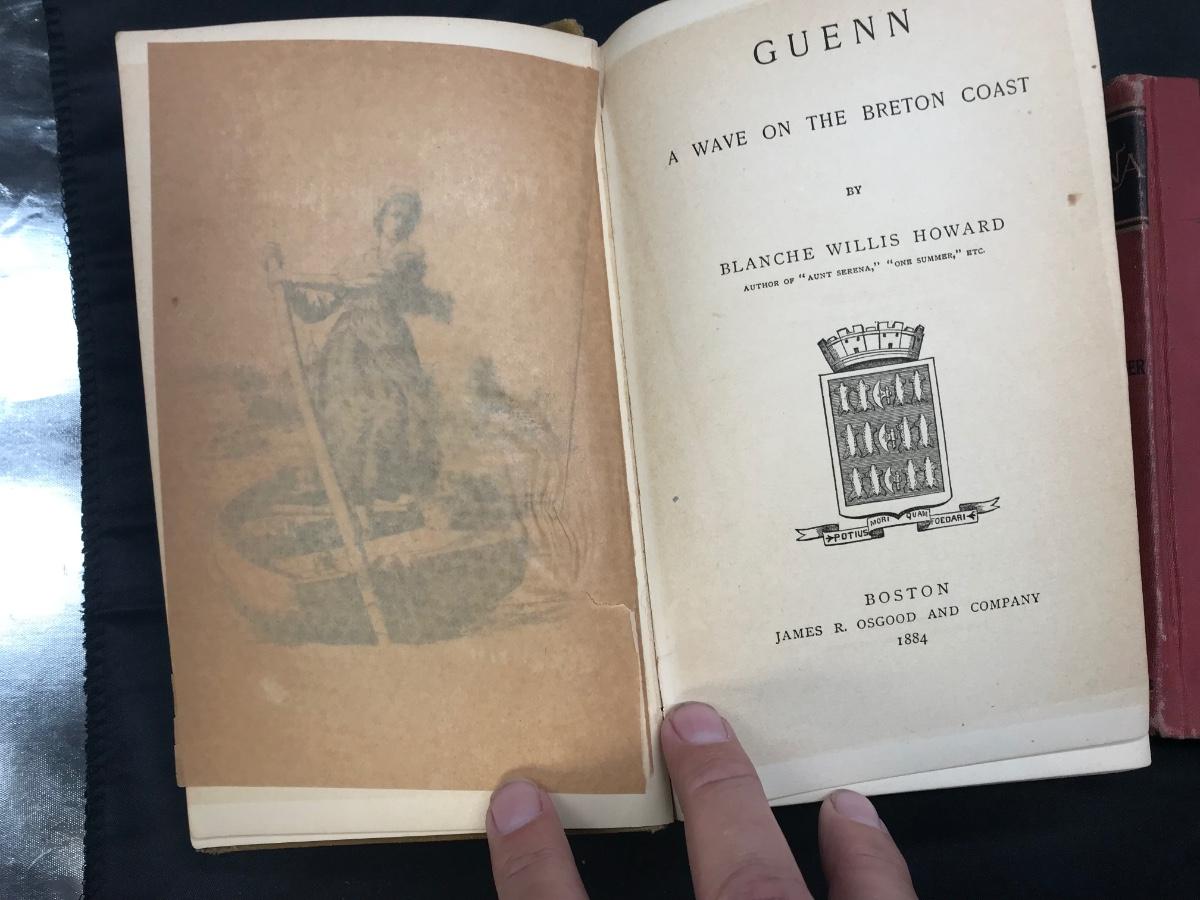 GUENN
A WAVE ON THE BRETON COAST
BY
BLANCHE WILLIS HOWARD
AUTHOR OF "AUNT SERENA," "ONE SUMMER," ETC.
POTIUS MORI QUAM FOEDARI
BOSTON
JAMES R. OSGOOD AND COMPANY
1884